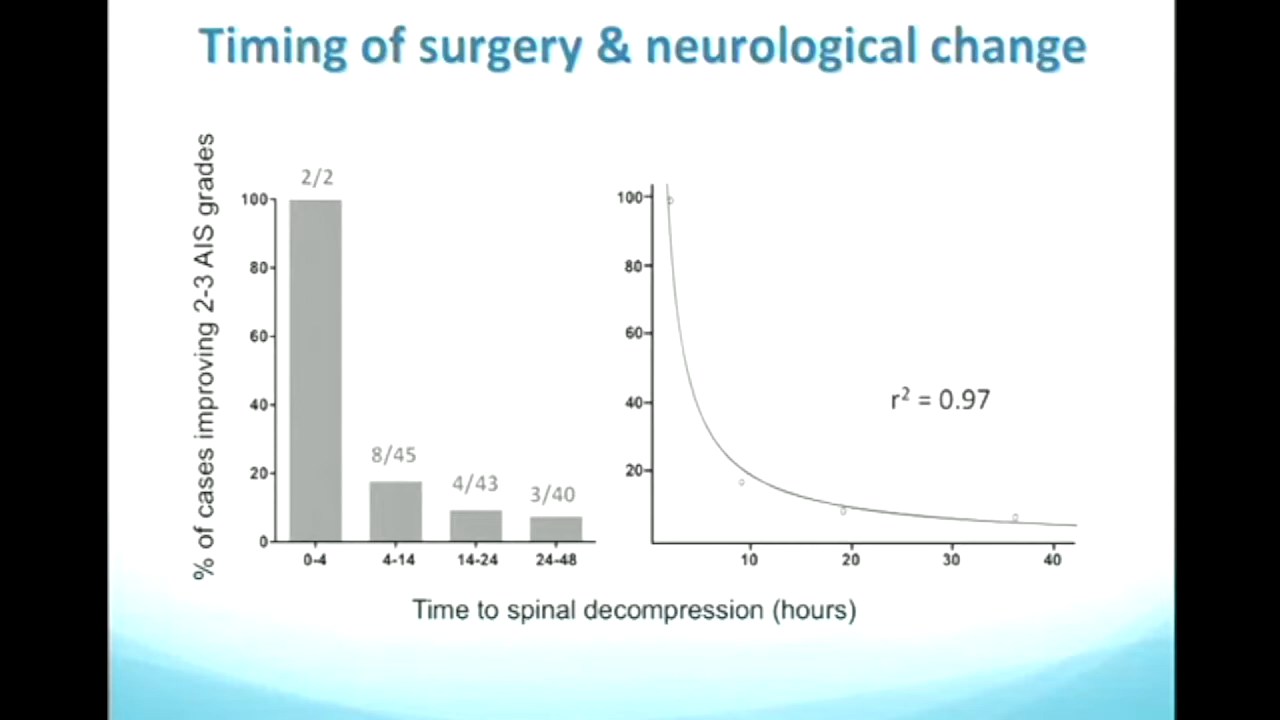 Timing of surgery & neurological change
% of cases improving 2-3 AIS grades
2/2
8/45
4/43
3/40
100
80
60
40
20
0
0-4 4-14 14-24 24-48
100
80
60
40
20
r² = 0.97
10 20 30 40
Time to spinal decompression (hours)